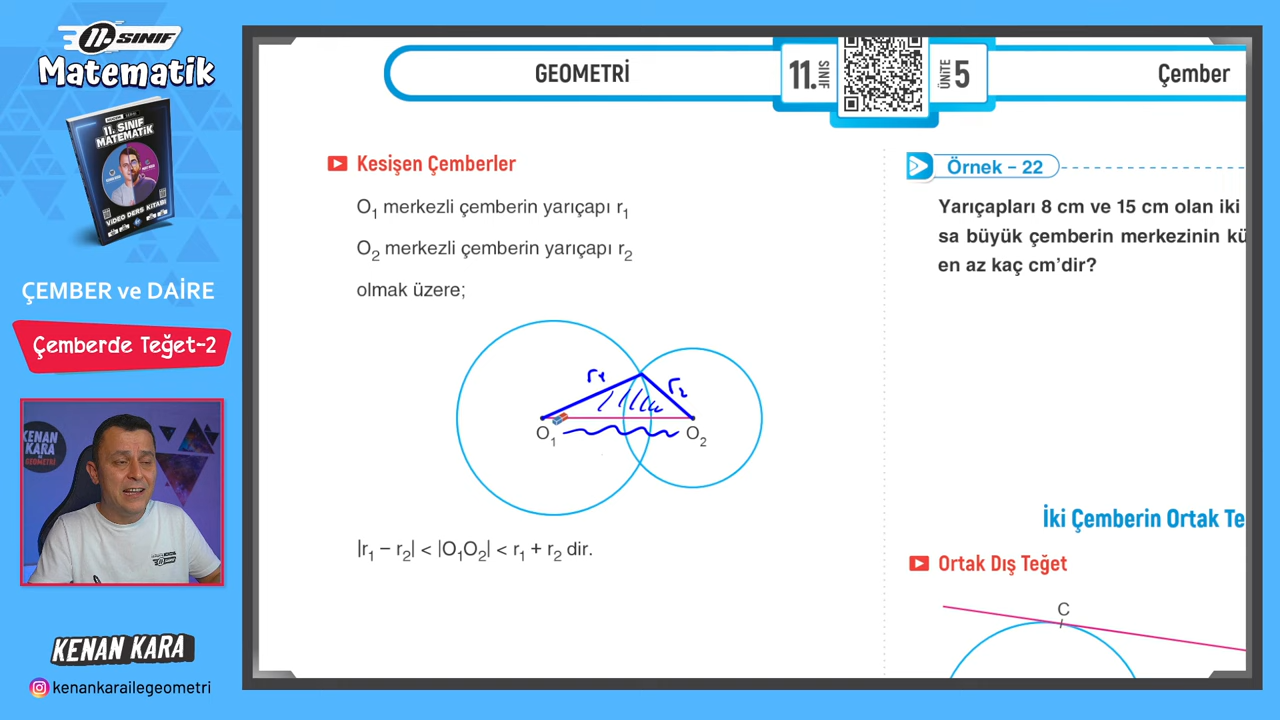 11. SINIF
Matematik
11. SINIF
MATEMATİK
VİDEO DERS KİTABI
ÇEMBER ve DAİRE
Çemberde Teğet-2
KENAN
KARA
GEOMETRİ
KENAN KARA
kenankarailegeometri
GEOMETRİ
11. SINIF
ÜNİTE 5
Çember
Kesişen Çemberler
O₁ merkezli çemberin yarıçapı r₁
O₂ merkezli çemberin yarıçapı r₂
olmak üzere;
r₁
r₂
O₁
O₂
|r₁ – r₂| < |O₁O₂| < r₁ + r₂ dir.
Örnek – 22
Yarıçapları 8 cm ve 15 cm olan iki
sa büyük çemberin merkezinin kü
en az kaç cm’dir?
İki Çemberin Ortak Te
Ortak Dış Teğet
C